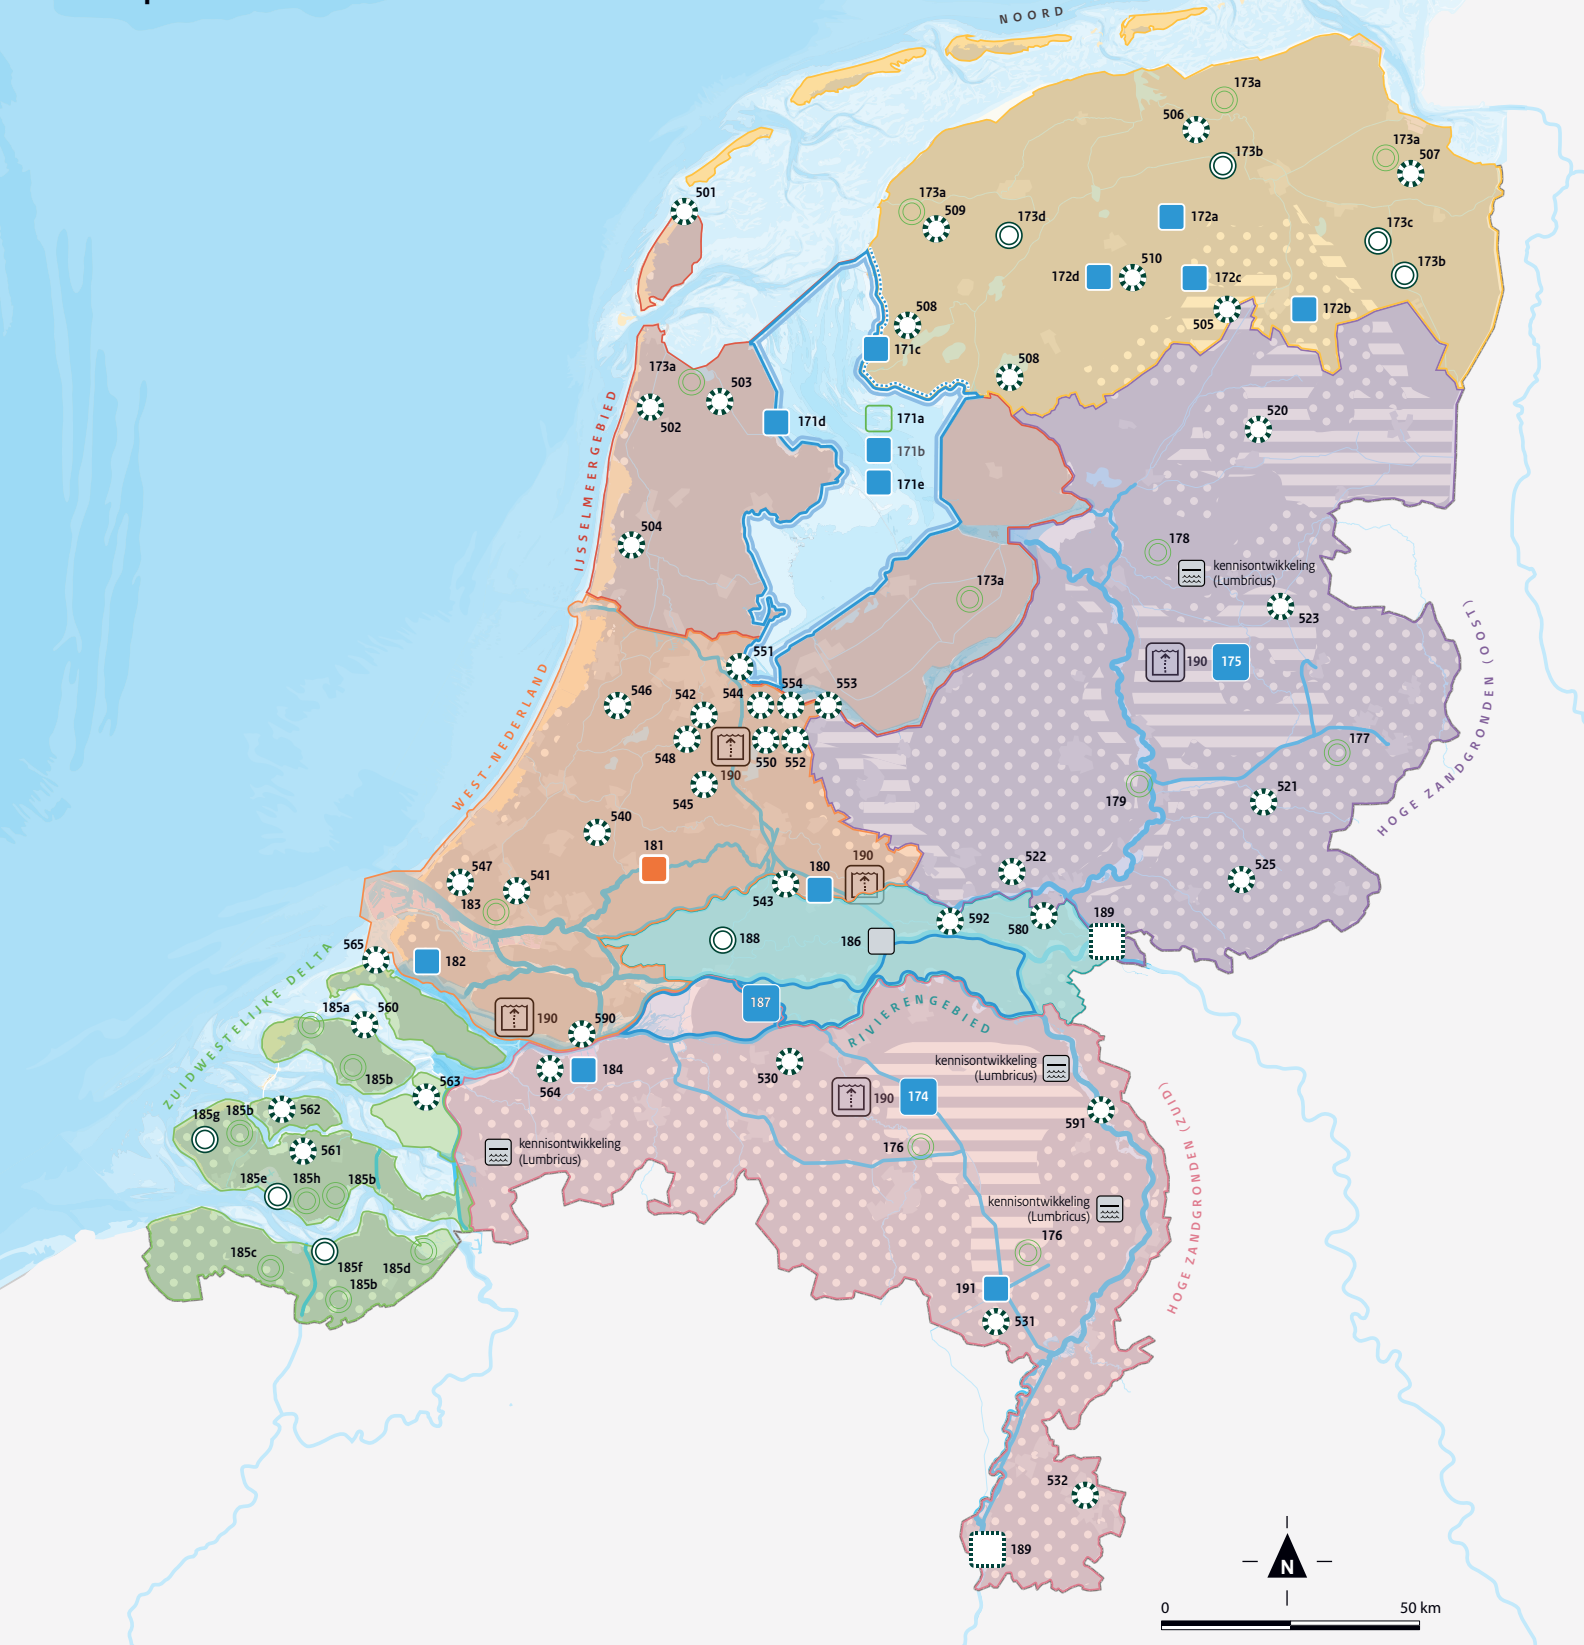 NOORD
173a
506
173b
173a
507
501
173a
509
173d
172a
173c
510
172d
172c
173b
508
505
172b
171c
508
173a
503
502
171d
171a
171b
171e
520
IJSSELMEERGEBIED
504
178
kennisontwikkeling
(Lumbricus)
173a
523
HOGE ZANDGRONDEN (OOST)
551
190
175
WEST-NEDERLAND
546
542
544
554
553
548
190
550
552
177
545
179
521
540
181
190
547
541
180
522
525
183
543
592
580
189
565
188
186
182
ZUIDWESTELIJKE DELTA
185a
560
190
590
187
RIVIERENGEBIED
185b
563
564
184
530
kennisontwikkeling
(Lumbricus)
190
174
591
185g
185b
562
561
kennisontwikkeling
(Lumbricus)
176
HOGE ZANDGRONDEN (ZUID)
185e
185h
185b
kennisontwikkeling
(Lumbricus)
176
185c
185f
185d
185b
191
531
532
189
N
0
50 km